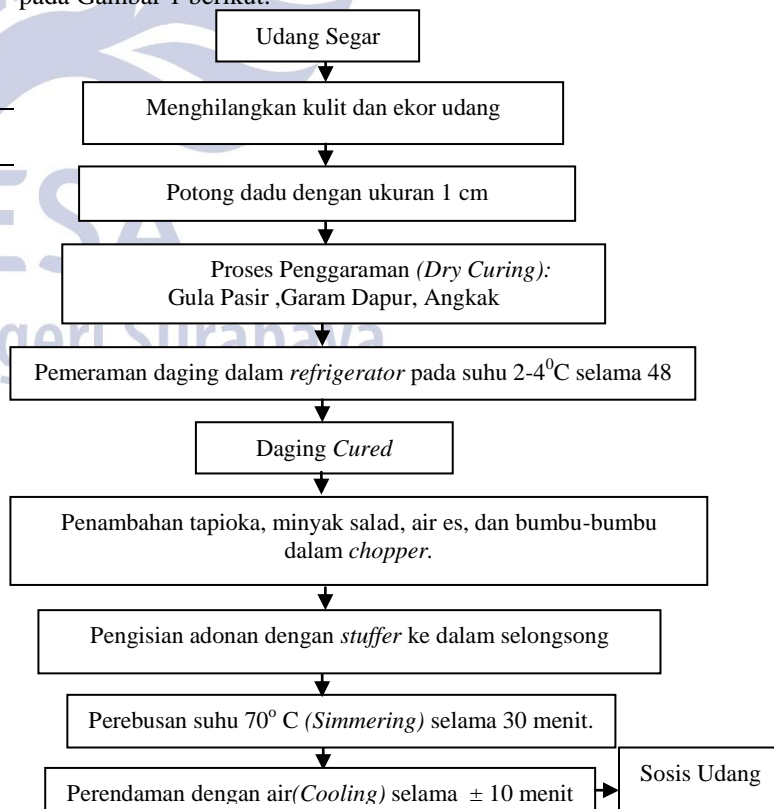 pada Gambar 1 berikut.
Udang Segar
Menghilangkan kulit dan ekor udang
Potong dadu dengan ukuran 1 cm
Proses Penggaraman (Dry Curing):
Gula Pasir ,Garam Dapur, Angkak
ESA
geri Surabaya
Pemeraman daging dalam refrigerator pada suhu 2-4⁰C selama 48
Daging Cured
Penambahan tapioka, minyak salad, air es, dan bumbu-bumbu
dalam chopper.
Pengisian adonan dengan stuffer ke dalam selongsong
Perebusan suhu 70° C (Simmering) selama 30 menit.
Perendaman dengan air(Cooling) selama ± 10 menit
Sosis Udang